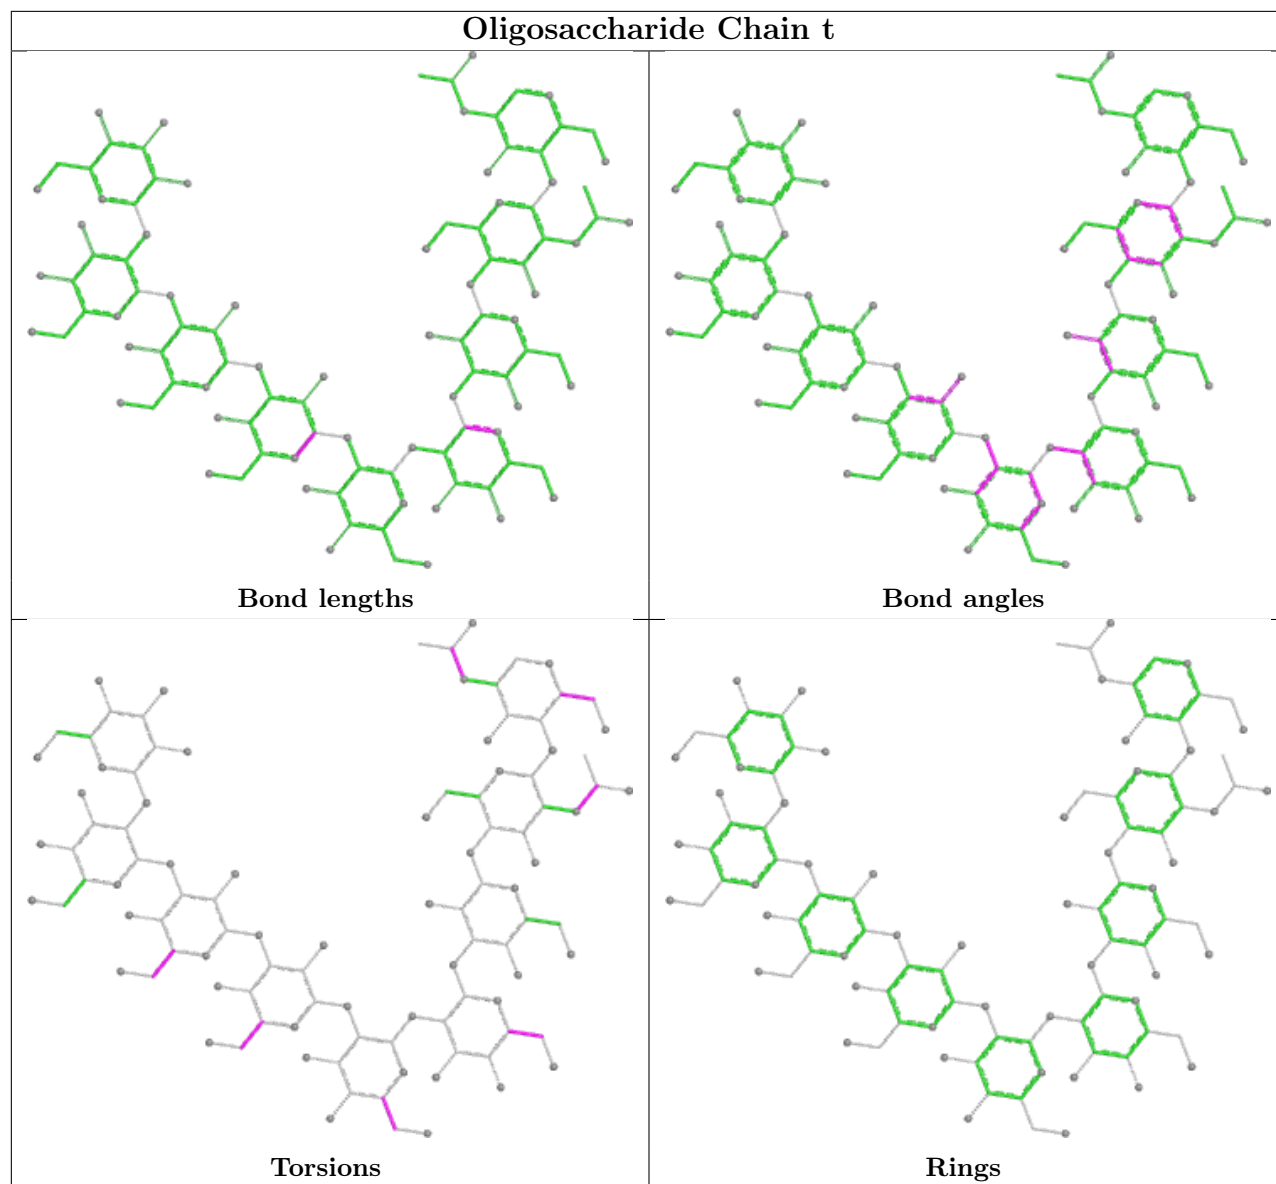 Oligosaccharide Chain t
Bond lengths
Bond angles
Torsions
Rings